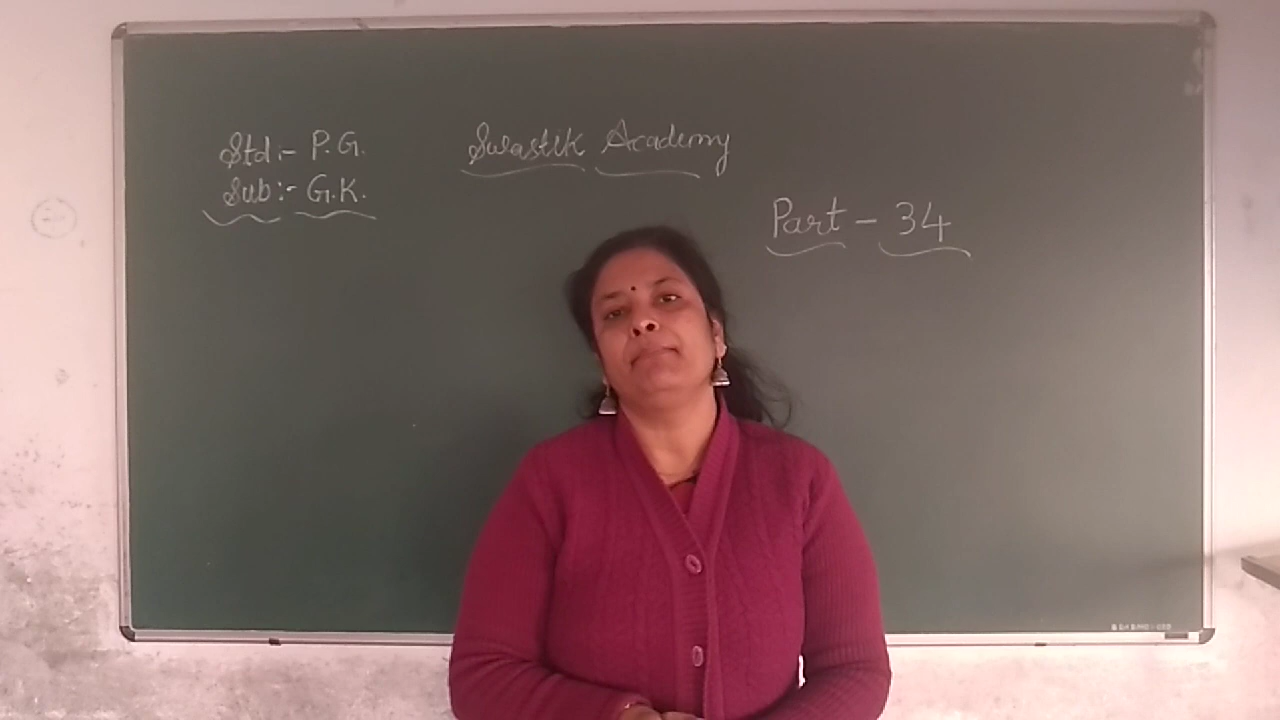 Std:- P.G.
Sub:- G.K.
Swastik Academy
Part - 34